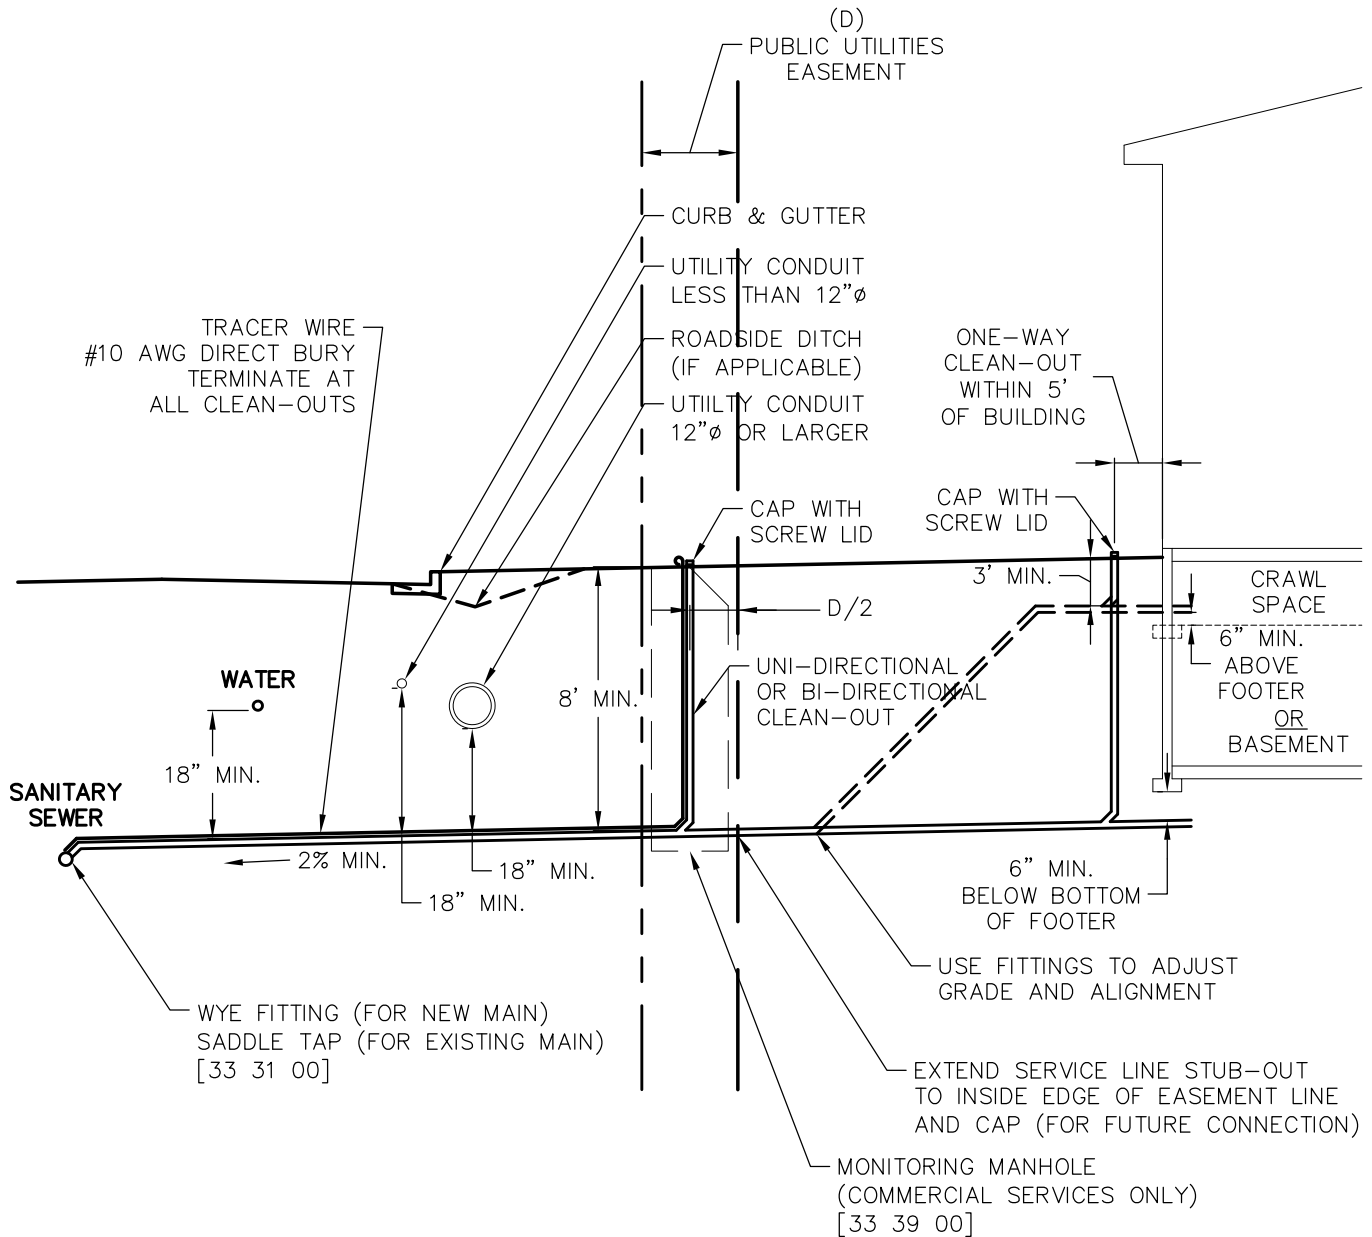 (D)
PUBLIC UTILITIES
EASEMENT
CURB & GUTTER
UTILITY CONDUIT
LESS THAN 12"ø
TRACER WIRE
#10 AWG DIRECT BURY
TERMINATE AT
ALL CLEAN-OUTS
ROADSIDE DITCH
(IF APPLICABLE)
UTIILTY CONDUIT
12"ø OR LARGER
ONE-WAY
CLEAN-OUT
WITHIN 5'
OF BUILDING
CAP WITH
SCREW LID
CAP WITH
SCREW LID
3' MIN.
CRAWL
SPACE
D/2
6" MIN.
ABOVE
FOOTER
OR
BASEMENT
WATER
8' MIN.
UNI-DIRECTIONAL
OR BI-DIRECTIONAL
CLEAN-OUT
18" MIN.
SANITARY
SEWER
2% MIN.
18" MIN.
18" MIN.
6" MIN.
BELOW BOTTOM
OF FOOTER
USE FITTINGS TO ADJUST
GRADE AND ALIGNMENT
WYE FITTING (FOR NEW MAIN)
SADDLE TAP (FOR EXISTING MAIN)
[33 31 00]
EXTEND SERVICE LINE STUB-OUT
TO INSIDE EDGE OF EASEMENT LINE
AND CAP (FOR FUTURE CONNECTION)
MONITORING MANHOLE
(COMMERCIAL SERVICES ONLY)
[33 39 00]